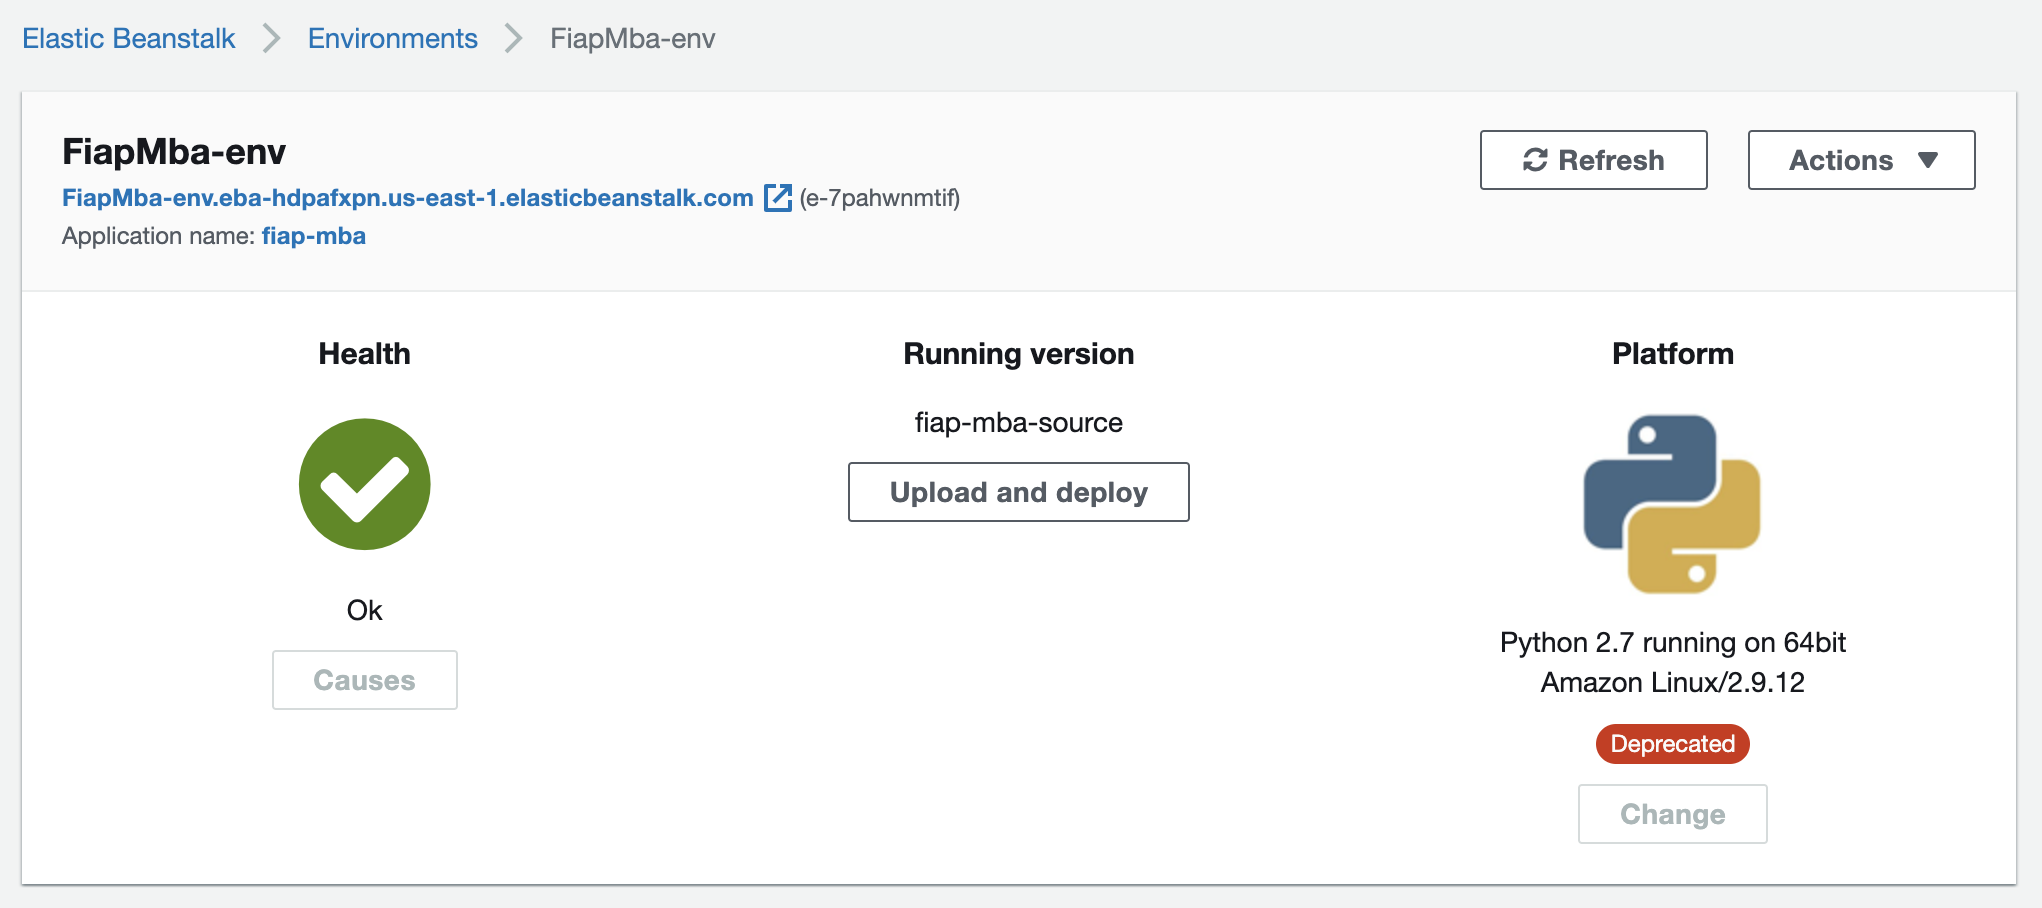 Elastic Beanstalk > Environments > FiapMba-env
FiapMba-env
Refresh
Actions
FiapMba-env.eba-hdpafxpn.us-east-1.elasticbeanstalk.com (e-7pahwnmtif)
Application name: fiap-mba
Health
Ok
Causes
Running version
fiap-mba-source
Upload and deploy
Platform
Python 2.7 running on 64bit
Amazon Linux/2.9.12
Deprecated
Change